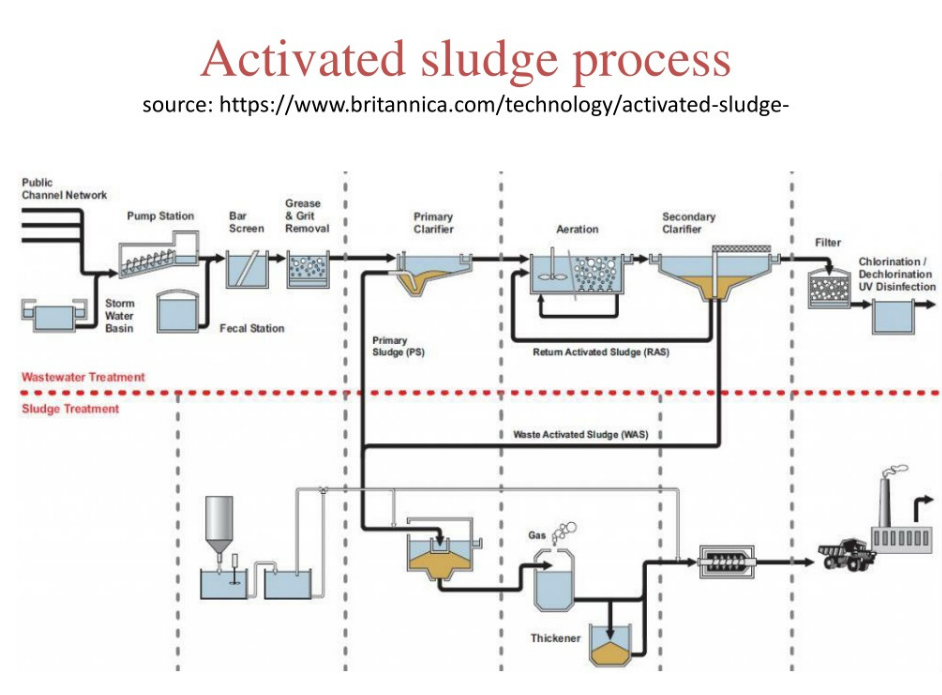 Activated sludge process
source: https://www.britannica.com/technology/activated-sludge-
Public
Channel Network
Pump Station
Bar
Screen
Grease
& Grit
Removal
Primary
Clarifier
Aeration
Secondary
Clarifier
Filter
Chlorination /
Dechlorination
UV Disinfection
Storm
Water
Basin
Fecal Station
Primary
Sludge (PS)
Return Activated Sludge (RAS)
Wastewater Treatment
Sludge Treatment
Waste Activated Sludge (WAS)
Gas
Thickener